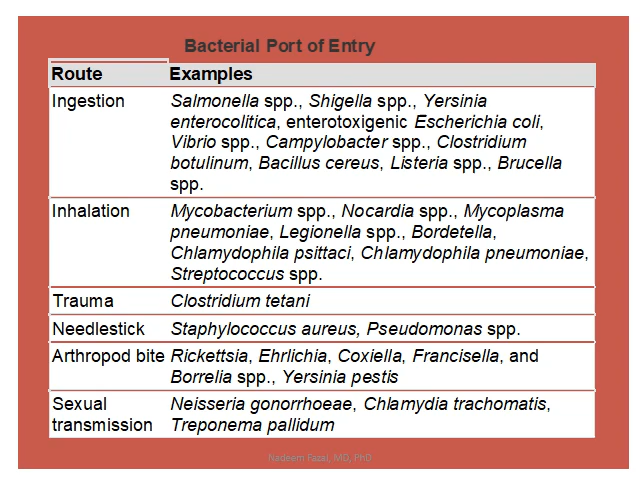 Bacterial Port of Entry
Route Examples
Ingestion Salmonella spp., Shigella spp., Yersinia
enterocolitica, enterotoxigenic Escherichia coli,
Vibrio spp., Campylobacter spp., Clostridium
botulinum, Bacillus cereus, Listeria spp., Brucella
spp.
Inhalation Mycobacterium spp., Nocardia spp., Mycoplasma
pneumoniae, Legionella spp., Bordetella,
Chlamydophila psittaci, Chlamydophila pneumoniae,
Streptococcus spp.
Trauma Clostridium tetani
Needlestick Staphylococcus aureus, Pseudomonas spp.
Arthropod bite Rickettsia, Ehrlichia, Coxiella, Francisella, and
Borrelia spp., Yersinia pestis
Sexual Neisseria gonorrhoeae, Chlamydia trachomatis,
transmission Treponema pallidum
Nadeem Fazal, MD, PhD